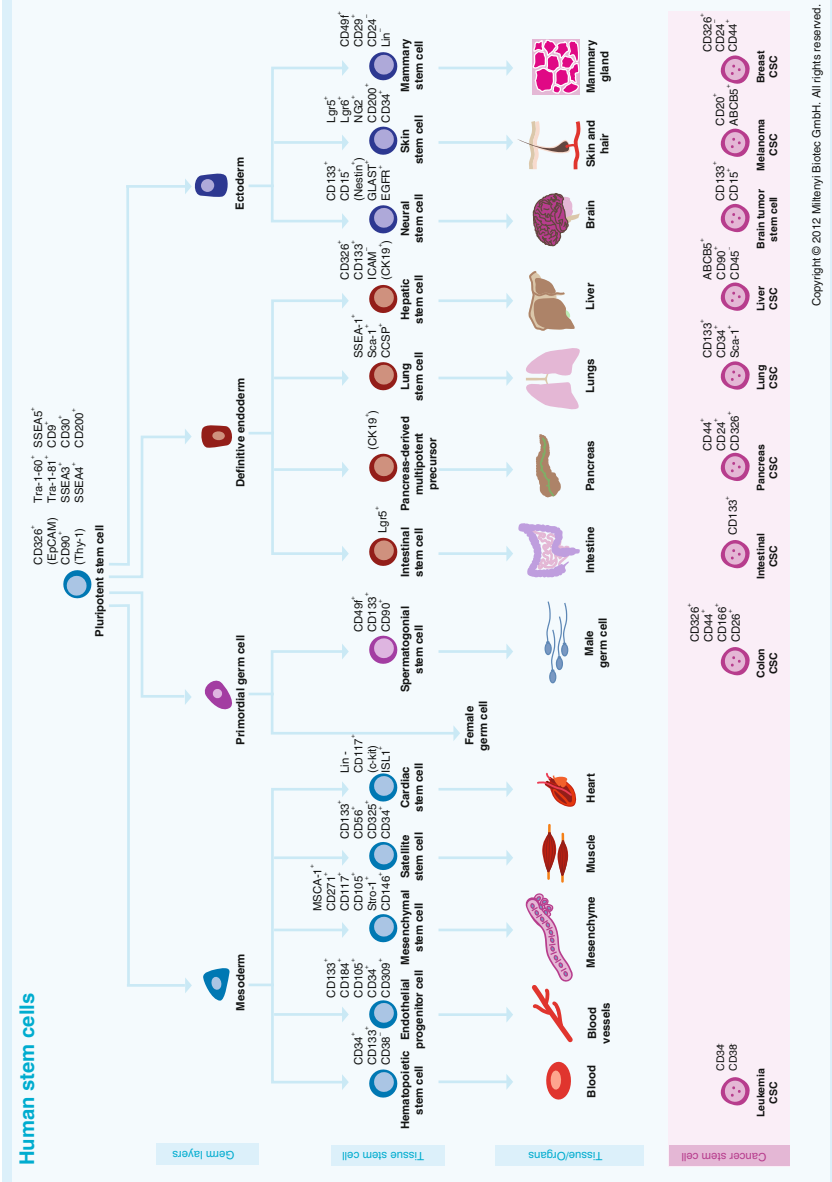 Human stem cells
CD326⁺
(EpCAM)
CD90⁺
(Thy-1)
Tra-1-60⁺
Tra-1-81⁺
SSEA3⁺
SSEA4⁺
SSEA5⁺
CD9⁺
CD30⁺
CD200⁺
Pluripotent stem cell
Germ layers
Mesoderm
Primordial germ cell
Definitive endoderm
Ectoderm
Tissue stem cell
CD34⁺
CD133⁺
CD38⁻
Hematopoietic
stem cell
CD133⁺
CD184⁺
CD105⁺
CD34⁺
CD309⁺
Endothelial
progenitor cell
MSCA-1⁺
CD271⁺
CD117⁺
CD105⁺
Stro-1⁺
CD146⁺
Mesenchymal
stem cell
CD133⁺
CD56⁺
CD325⁺
CD34⁺
Satellite
stem cell
Lin -
CD117⁺
(c-kit)
ISL1⁺
Cardiac
stem cell
CD49f⁺
CD133⁺
CD90⁺
Spermatogonial
stem cell
Lgr5⁺
Intestinal
stem cell
(CK19⁺)
Pancreas-derived
multipotent
precursor
SSEA-1⁺
Sca-1⁺
CCSP⁺
Lung
stem cell
CD326⁺
CD133⁺
ICAM⁻
(CK19⁺)
Hepatic
stem cell
CD133⁺
CD15⁺
(Nestin⁺)
GLAST⁺
EGFR⁺
Neural
stem cell
Lgr5⁺
Lgr6⁺
NG2⁺
CD200⁺
CD34⁺
Skin
stem cell
CD49f⁺
CD29⁺
CD24⁻
Lin⁻
Mammary
stem cell
Tissue/Organs
Blood
Blood
vessels
Mesenchyme
Muscle
Heart
Female
germ cell
Male
germ cell
Intestine
Pancreas
Lungs
Liver
Brain
Skin and
hair
Mammary
gland
Cancer stem cell
CD34
CD38
Leukemia
CSC
CD326⁺
CD44⁺
CD166⁺
CD26⁺
Colon
CSC
CD133⁺
Intestinal
CSC
CD44⁺
CD24⁺
CD326⁺
Pancreas
CSC
CD133⁺
CD34⁺
Sca-1⁺
Lung
CSC
ABCB5⁺
CD90⁺
CD45⁻
Liver
CSC
CD133⁺
CD15⁺
Brain tumor
stem cell
CD20⁺
ABCB5⁺
Melanoma
CSC
CD326⁺
CD24⁻
CD44⁺
Breast
CSC
Copyright © 2012 Miltenyi Biotec GmbH. All rights reserved.